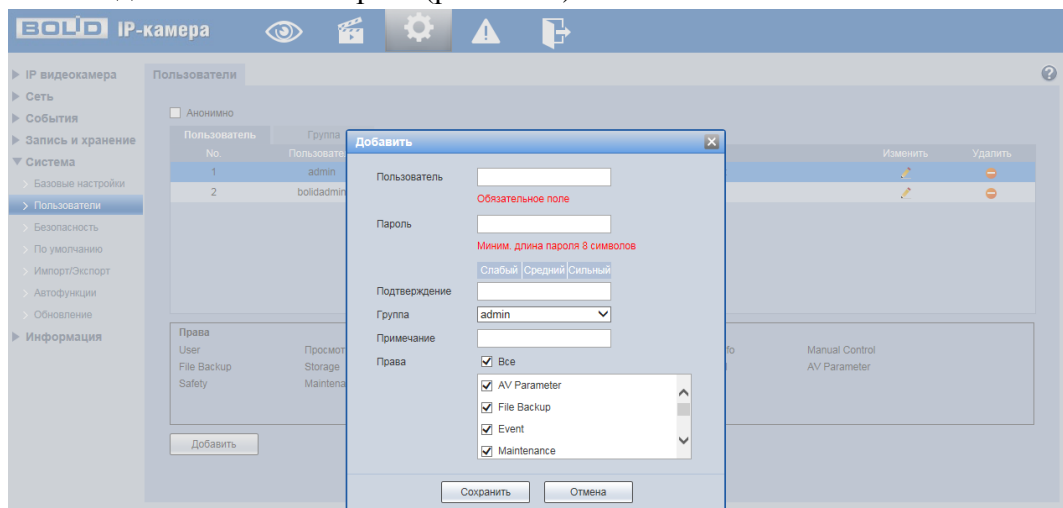 BOLID IP-камера
IP видеокамера
Сеть
События
Запись и хранение
Система
Базовые настройки
Пользователи
Безопасность
По умолчанию
Импорт/Экспорт
Автофункции
Обновление
Информация
Пользователи
Анонимно
Пользователь Группа
No. Изменить Удалить
1 admin
2 bolidadmin
Права
User Manual Control
File Backup Storage AV Parameter
Safety
Добавить
Добавить
Пользователь
Обязательное поле
Пароль
Миним. длина пароля 8 символов
Слабый Средний Сильный
Подтверждение
Группа admin
Примечание
Права Все
AV Parameter
File Backup
Event
Maintenance
Сохранить Отмена